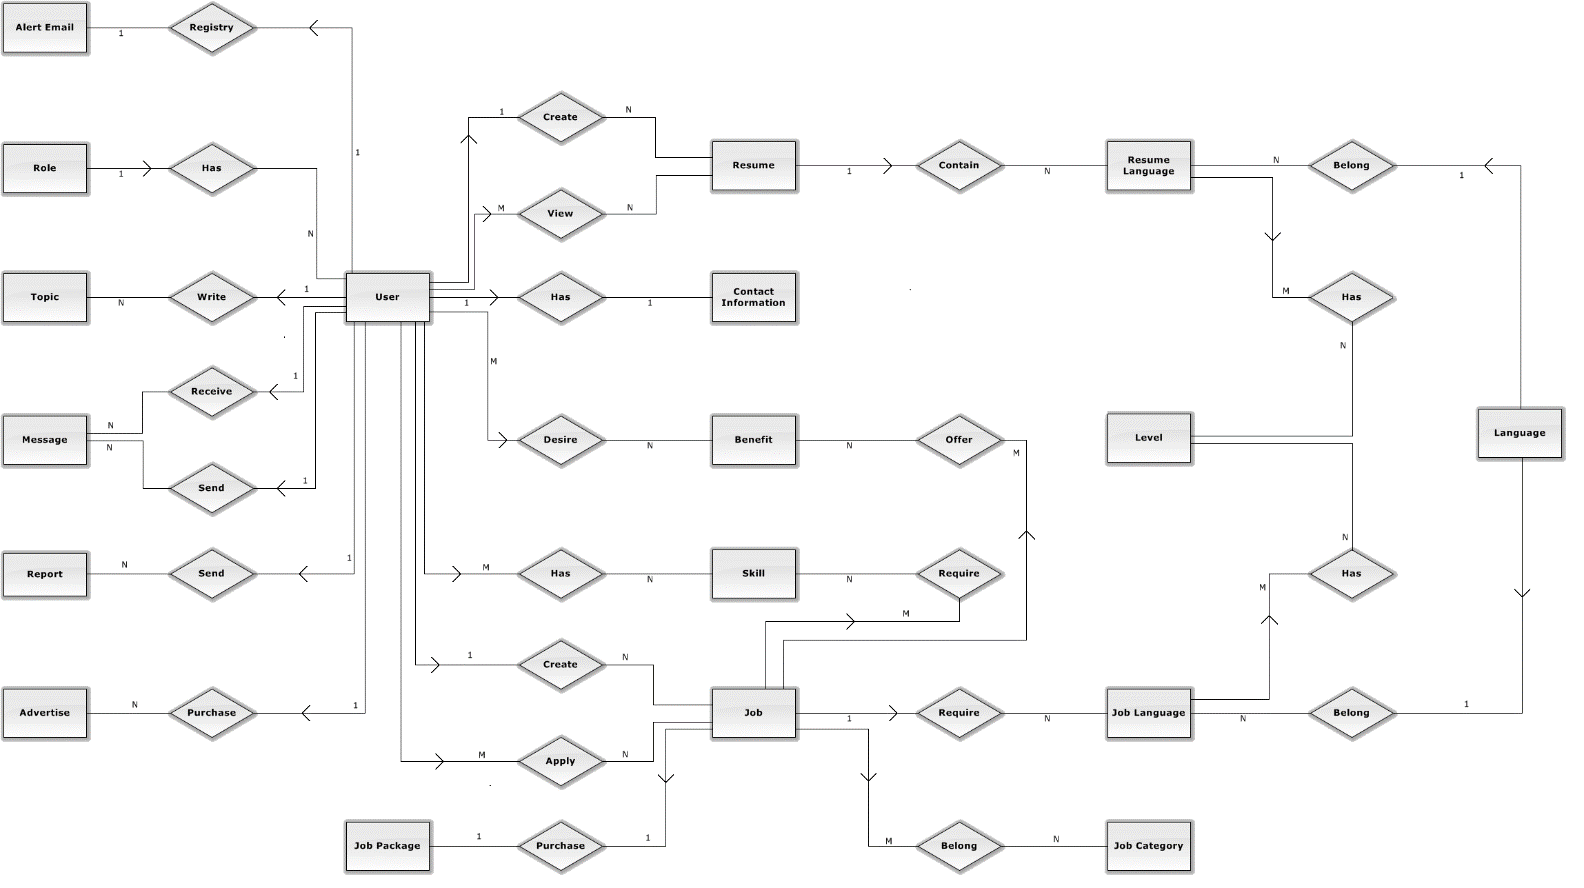 Alert Email
1
Registry
1
Create
N
1
Role
1
Has
N
Resume
1
Contain
N
Resume
Language
N
Belong
1
M
View
N
Topic
N
Write
1
User
1
Has
1
Contact
Information
M
Has
N
Receive
1
M
N
Message
N
Send
1
Desire
N
Benefit
N
Offer
M
Level
Language
Report
N
Send
1
M
Has
N
Skill
N
Require
M
N
Has
M
1
Create
N
Advertise
N
Purchase
1
Job
1
Require
N
Job Language
N
Belong
1
M
Apply
N
Job Package
1
Purchase
1
M
Belong
N
Job Category